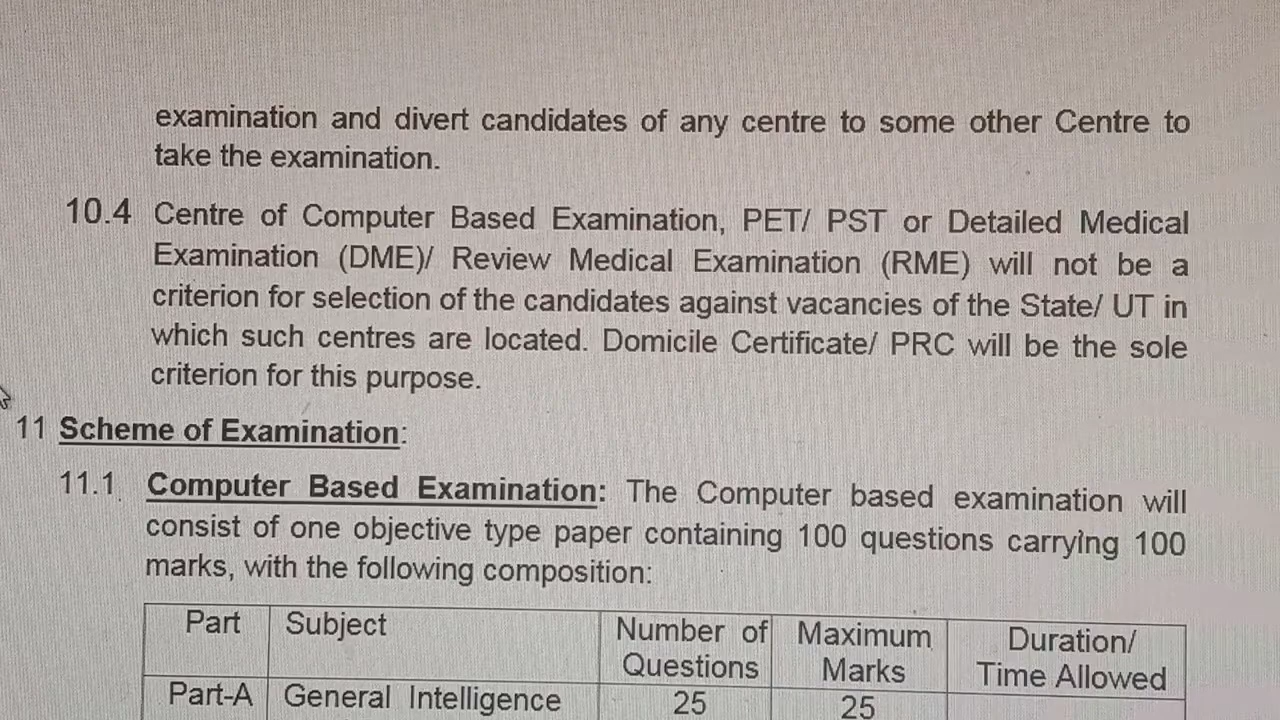 examination and divert candidates of any centre to some other Centre to
take the examination.
10.4 Centre of Computer Based Examination, PET/ PST or Detailed Medical
Examination (DME)/ Review Medical Examination (RME) will not be a
criterion for selection of the candidates against vacancies of the State/ UT in
which such centres are located. Domicile Certificate/ PRC will be the sole
criterion for this purpose.
11 Scheme of Examination:
11.1 Computer Based Examination: The Computer based examination will
consist of one objective type paper containing 100 questions carrying 100
marks, with the following composition:
Part Subject Number of Maximum Duration/
Questions Marks Time Allowed
Part-A General Intelligence 25 25